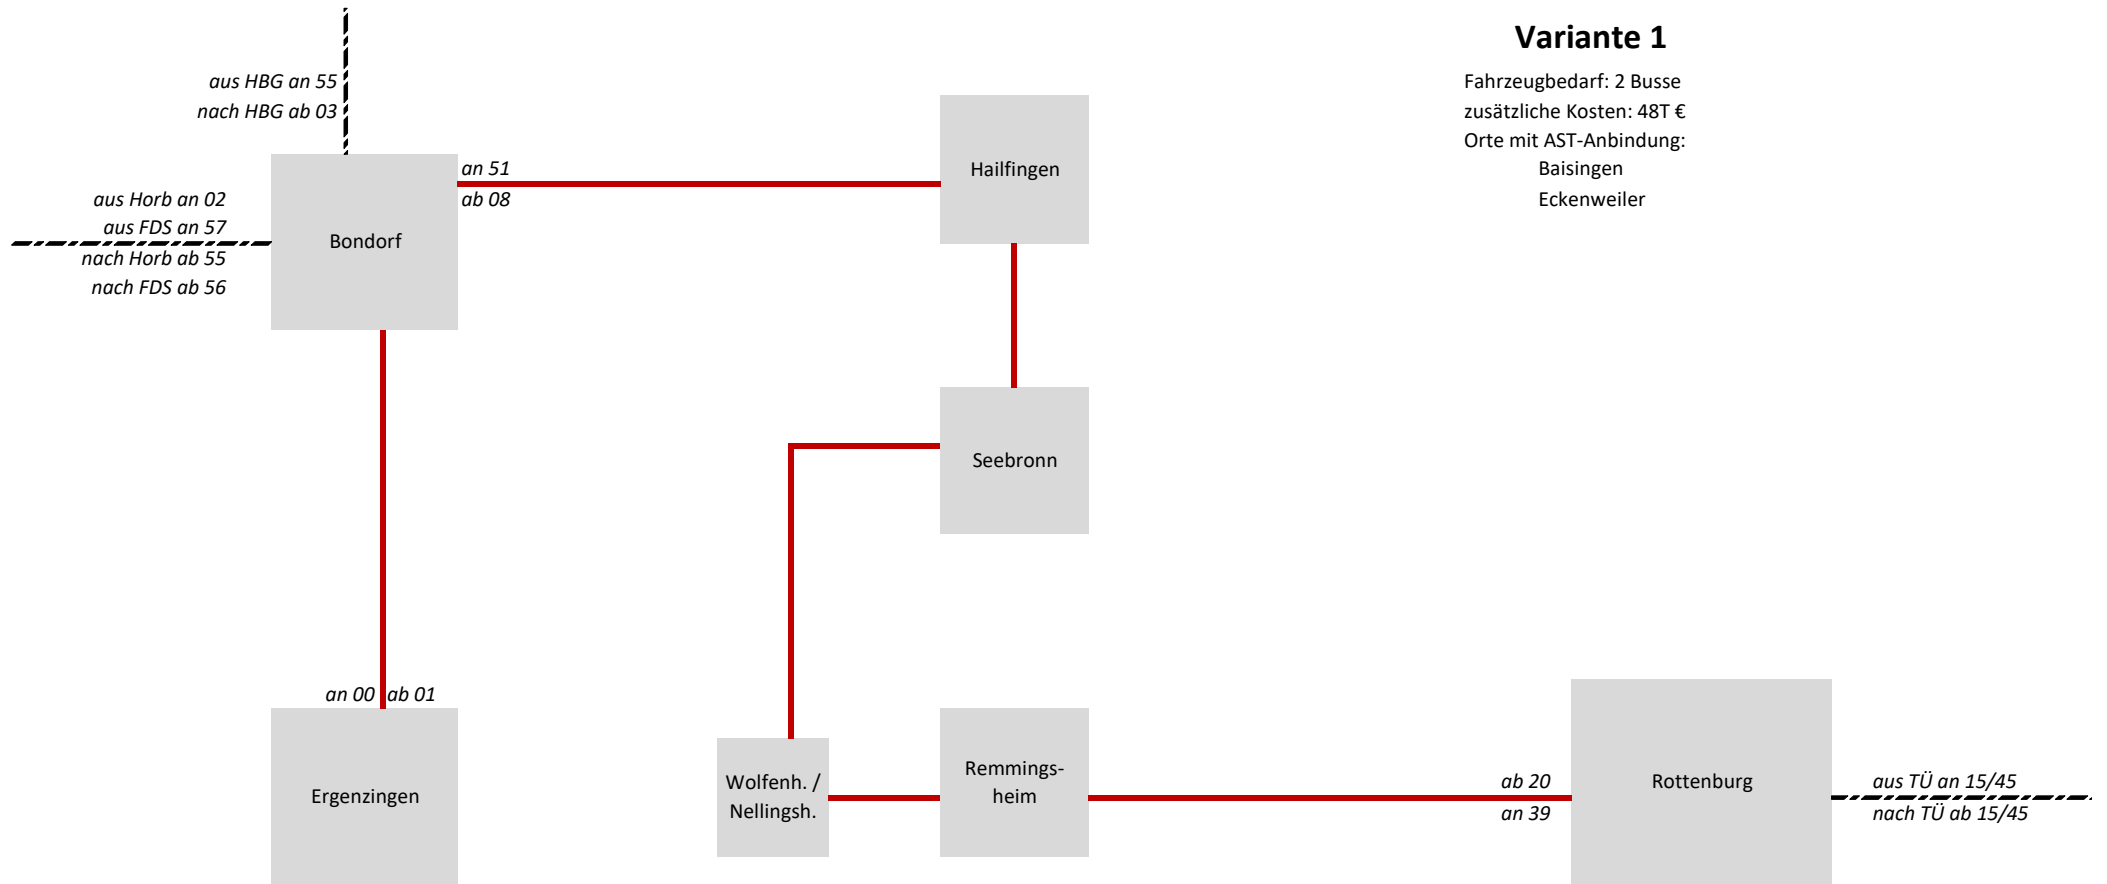 Variante 1
Fahrzeugbedarf: 2 Busse
zusätzliche Kosten: 48T €
Orte mit AST-Anbindung:
Baisingen
Eckenweiler
aus HBG an 55
nach HBG ab 03
aus Horb an 02
aus FDS an 57
nach Horb ab 55
nach FDS ab 56
Bondorf
an 51
ab 08
Hailfingen
Seebronn
an 00
ab 01
Ergenzingen
Wolfenh. /
Nellingsh.
Remmings-
heim
ab 20
an 39
Rottenburg
aus TÜ an 15/45
nach TÜ ab 15/45